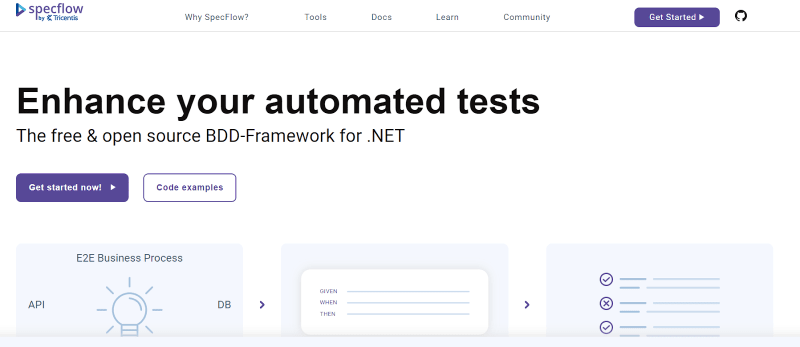 specflow
by Tricentis
Why SpecFlow?
Tools
Docs
Learn
Community
Get Started
Enhance your automated tests
The free & open source BDD-Framework for .NET
Get started now!
Code examples
E2E Business Process
API
DB
GIVEN
WHEN
THEN